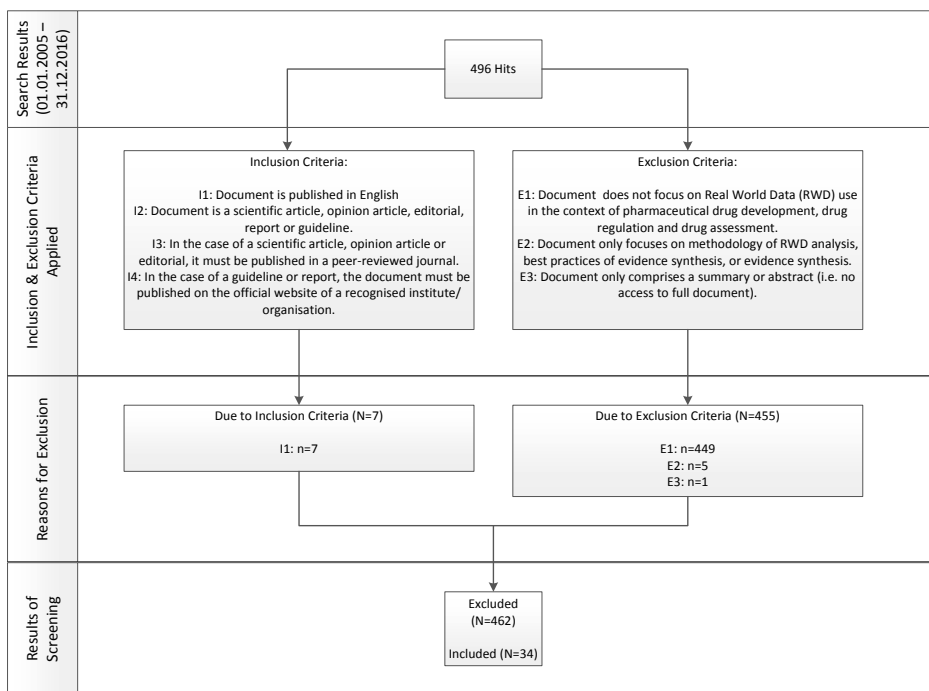 Search Results
(01.01.2005 –
31.12.2016)
496 Hits
Inclusion & Exclusion Criteria
Applied
Inclusion Criteria:
I1: Document is published in English
I2: Document is a scientific article, opinion article, editorial,
report or guideline.
I3: In the case of a scientific article, opinion article or
editorial, it must be published in a peer-reviewed journal.
I4: In the case of a guideline or report, the document must be
published on the official website of a recognised institute/
organisation.
Exclusion Criteria:
E1: Document does not focus on Real World Data (RWD) use
in the context of pharmaceutical drug development, drug
regulation and drug assessment.
E2: Document only focuses on methodology of RWD analysis,
best practices of evidence synthesis, or evidence synthesis.
E3: Document only comprises a summary or abstract (i.e. no
access to full document).
Reasons for Exclusion
Due to Inclusion Criteria (N=7)
I1: n=7
Due to Exclusion Criteria (N=455)
E1: n=449
E2: n=5
E3: n=1
Results of
Screening
Excluded
(N=462)
Included (N=34)